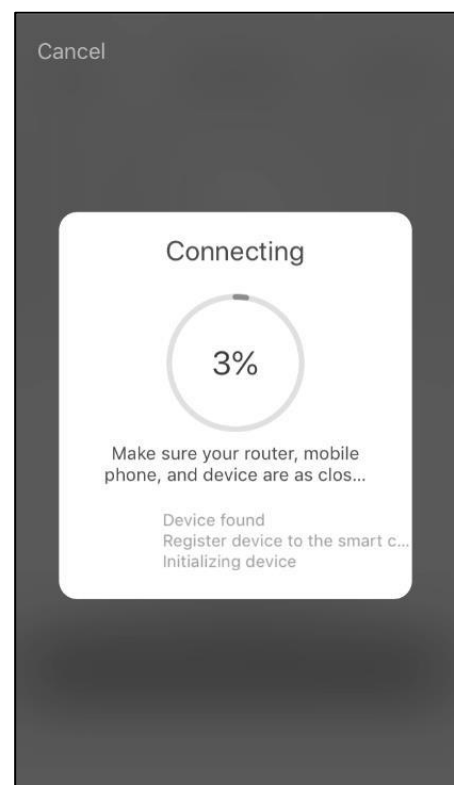 Cancel
Connecting
3%
Make sure your router, mobile
phone, and device are as clos...
Device found
Register device to the smart c...
Initializing device